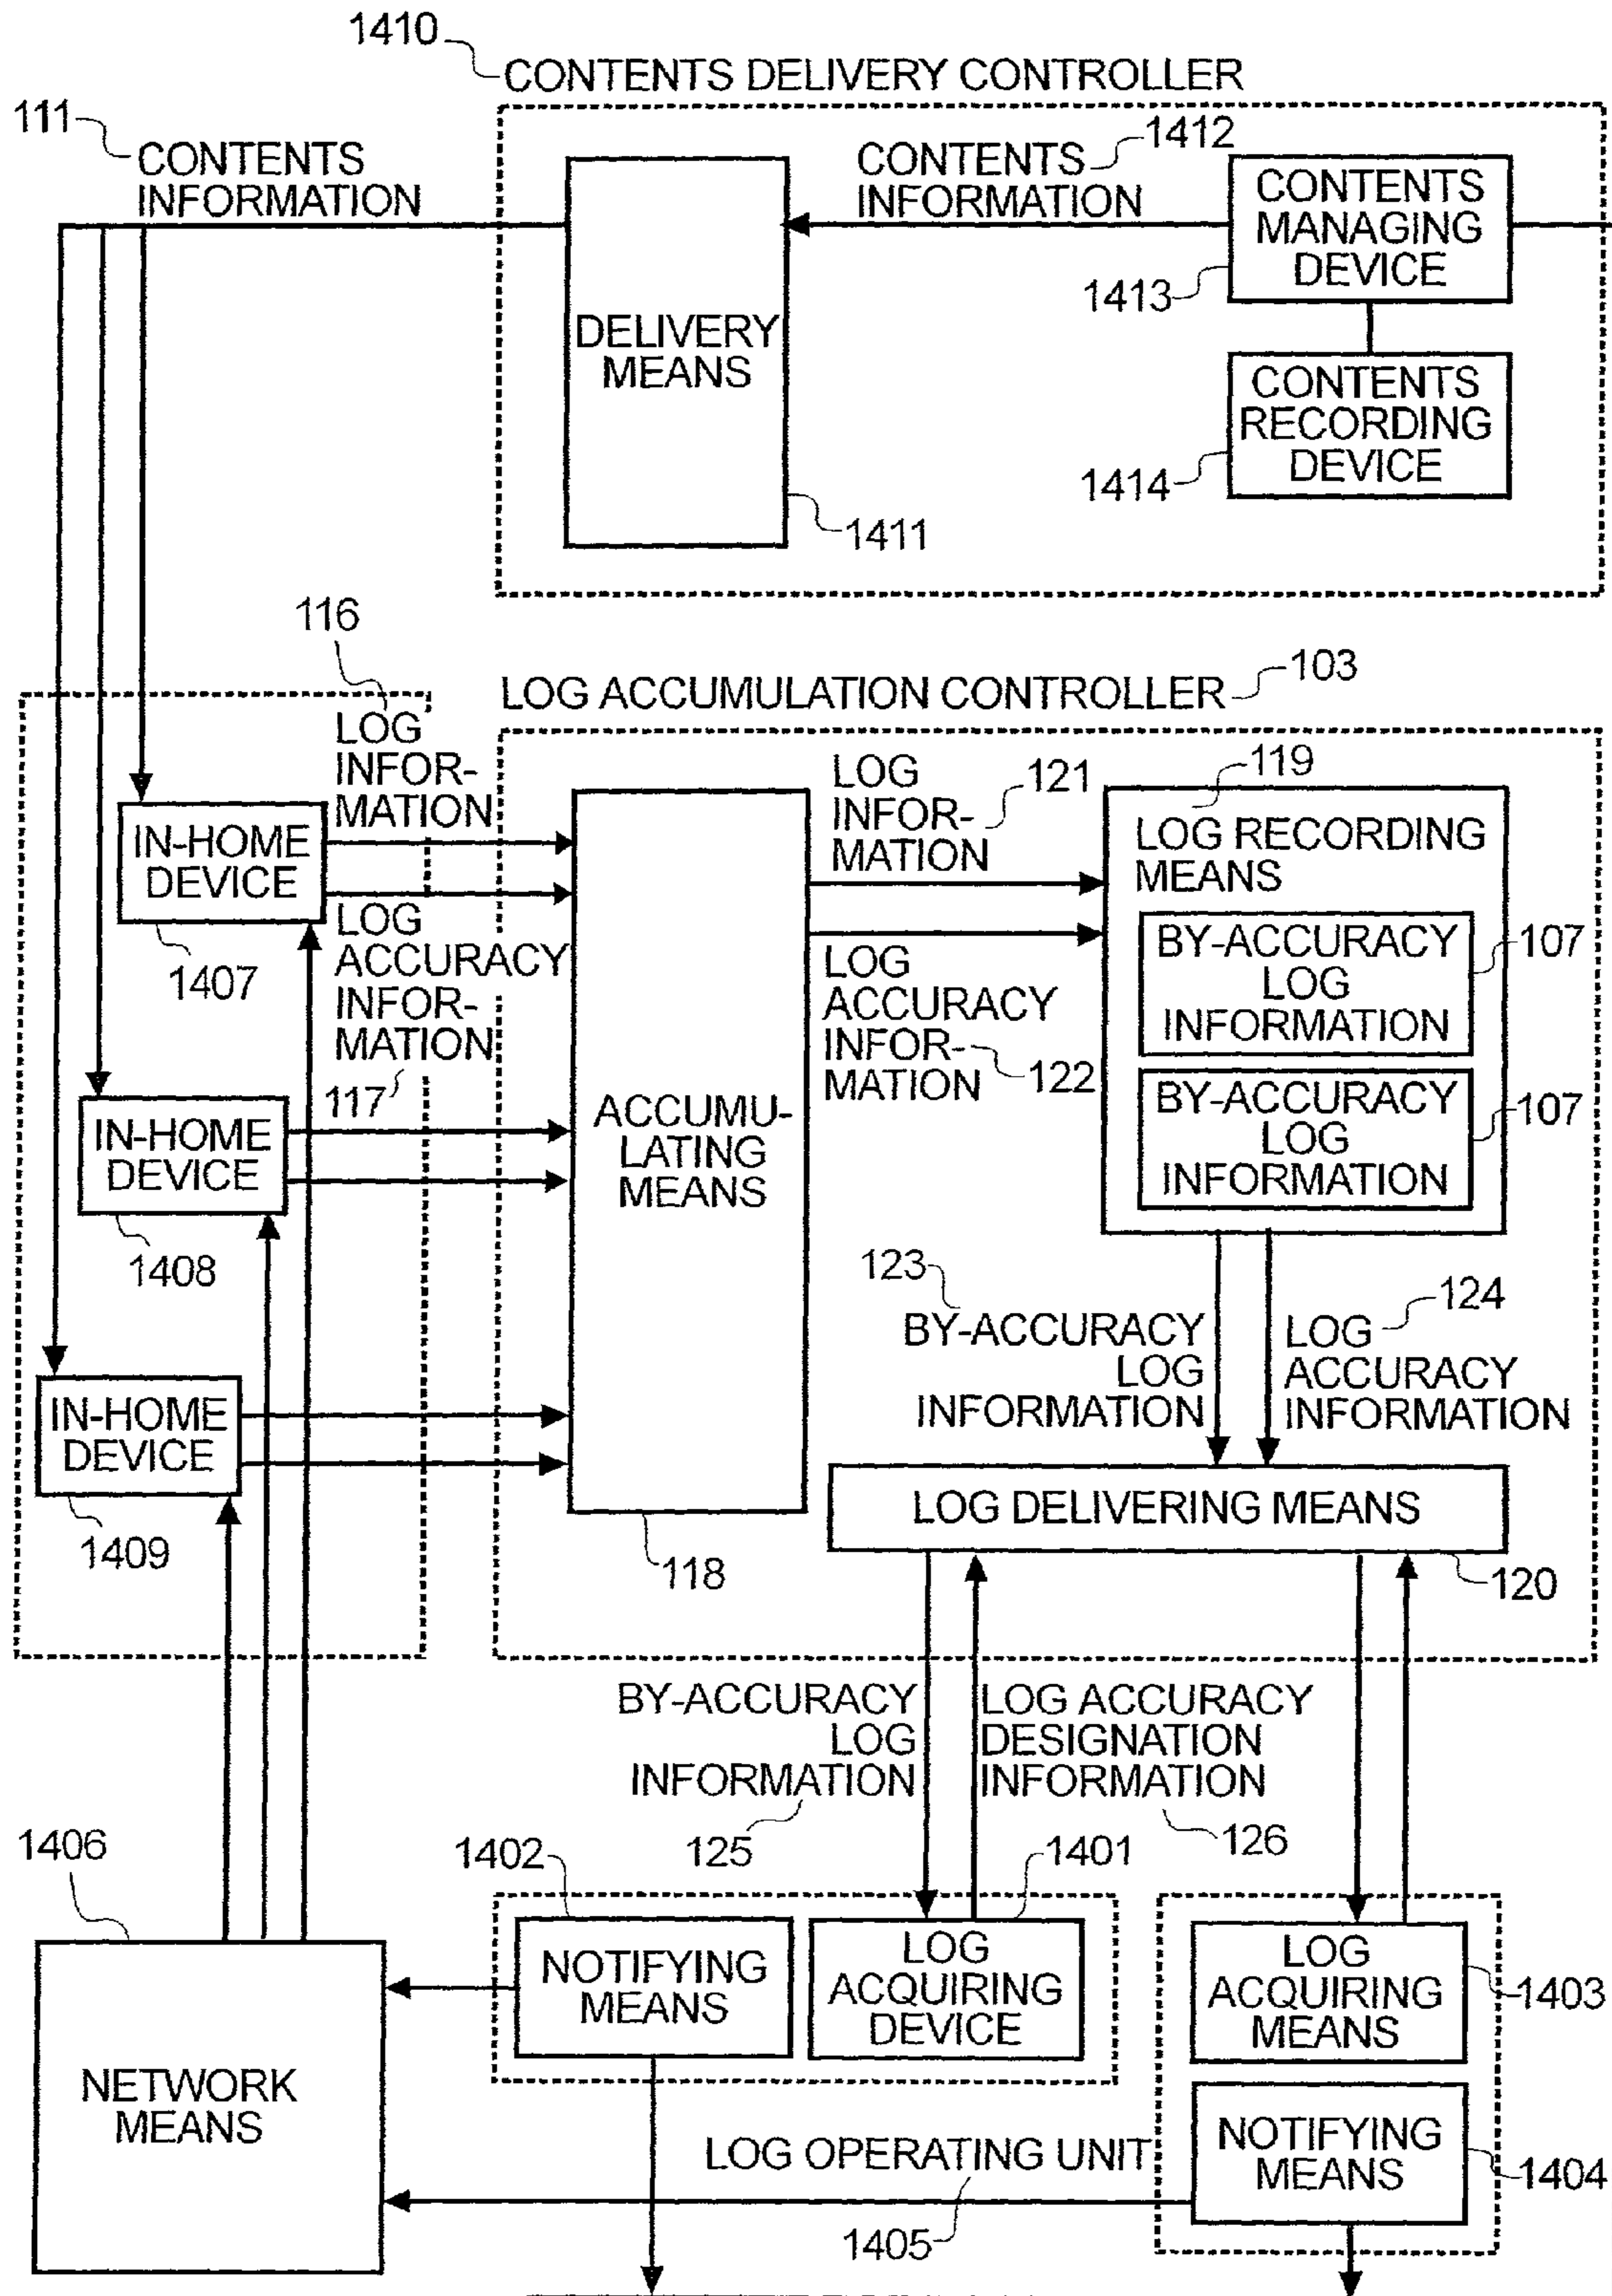 1410
CONTENTS DELIVERY CONTROLLER
111
CONTENTS
INFORMATION
CONTENTS
INFORMATION
1412
CONTENTS
MANAGING
DEVICE
1413
DELIVERY
MEANS
CONTENTS
RECORDING
DEVICE
1414
1411
116
LOG ACCUMULATION CONTROLLER
103
LOG
INFOR-
MATION
LOG
INFOR-
MATION
121
119
LOG RECORDING
MEANS
IN-HOME
DEVICE
1407
LOG
ACCURACY
INFOR-
MATION
117
BY-ACCURACY
LOG
INFORMATION
107
LOG
ACCURACY
INFOR-
MATION
122
BY-ACCURACY
LOG
INFORMATION
107
ACCUMU-
LATING
MEANS
IN-HOME
DEVICE
1408
123
BY-ACCURACY
LOG
INFORMATION
124
LOG
ACCURACY
INFORMATION
IN-HOME
DEVICE
1409
118
LOG DELIVERING MEANS
120
BY-ACCURACY
LOG
INFORMATION
125
LOG ACCURACY
DESIGNATION
INFORMATION
126
1406
1402
1401
NOTIFYING
MEANS
LOG
ACQUIRING
DEVICE
LOG
ACQUIRING
MEANS
1403
NETWORK
MEANS
LOG OPERATING UNIT
1405
NOTIFYING
MEANS
1404